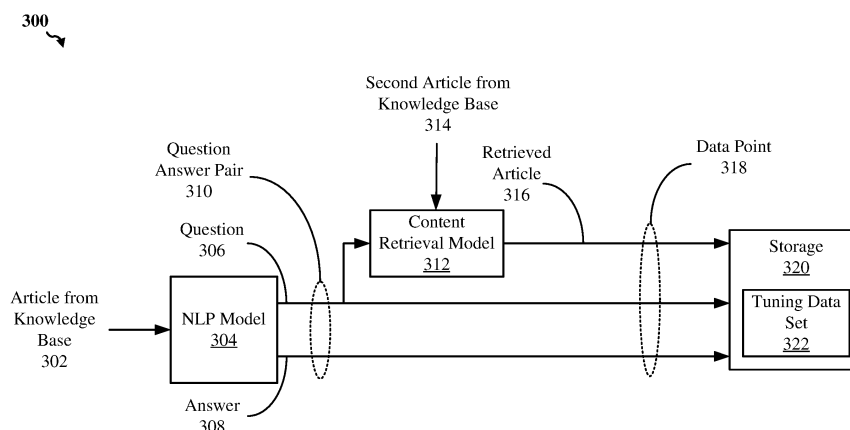 300
Second Article from
Knowledge Base
314
Question
Answer Pair
310
Retrieved
Article
316
Data Point
318
Question
306
Content
Retrieval Model
312
Storage
320
Article from
Knowledge
Base
302
NLP Model
304
Tuning Data
Set
322
Answer
308